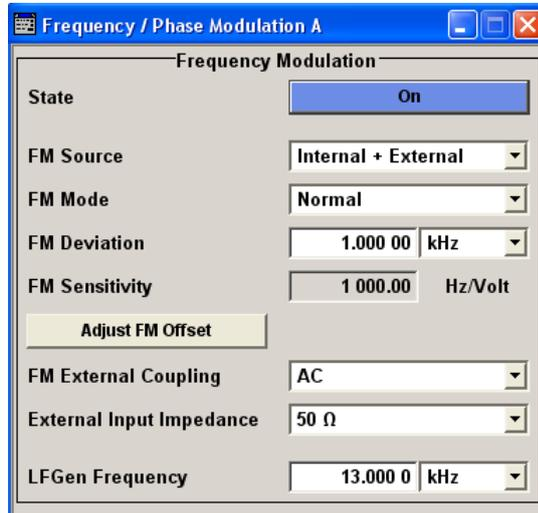 Frequency / Phase Modulation A
Frequency Modulation
State On
FM Source Internal + External
FM Mode Normal
FM Deviation 1.000 00 kHz
FM Sensitivity 1 000.00 Hz/Volt
Adjust FM Offset
FM External Coupling AC
External Input Impedance 50 Ω
LFGen Frequency 13.000 0 kHz